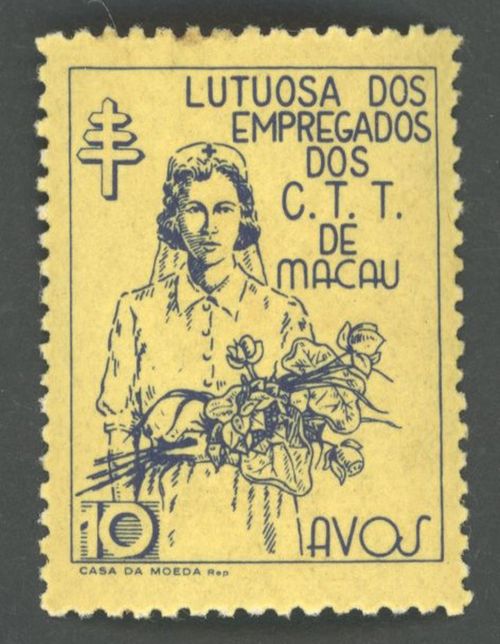 LUTUOSA DOS
EMPREGADOS
DOS
C. T. T.
DE
MACAU
10 AVOS
CASA DA MOEDA Rep